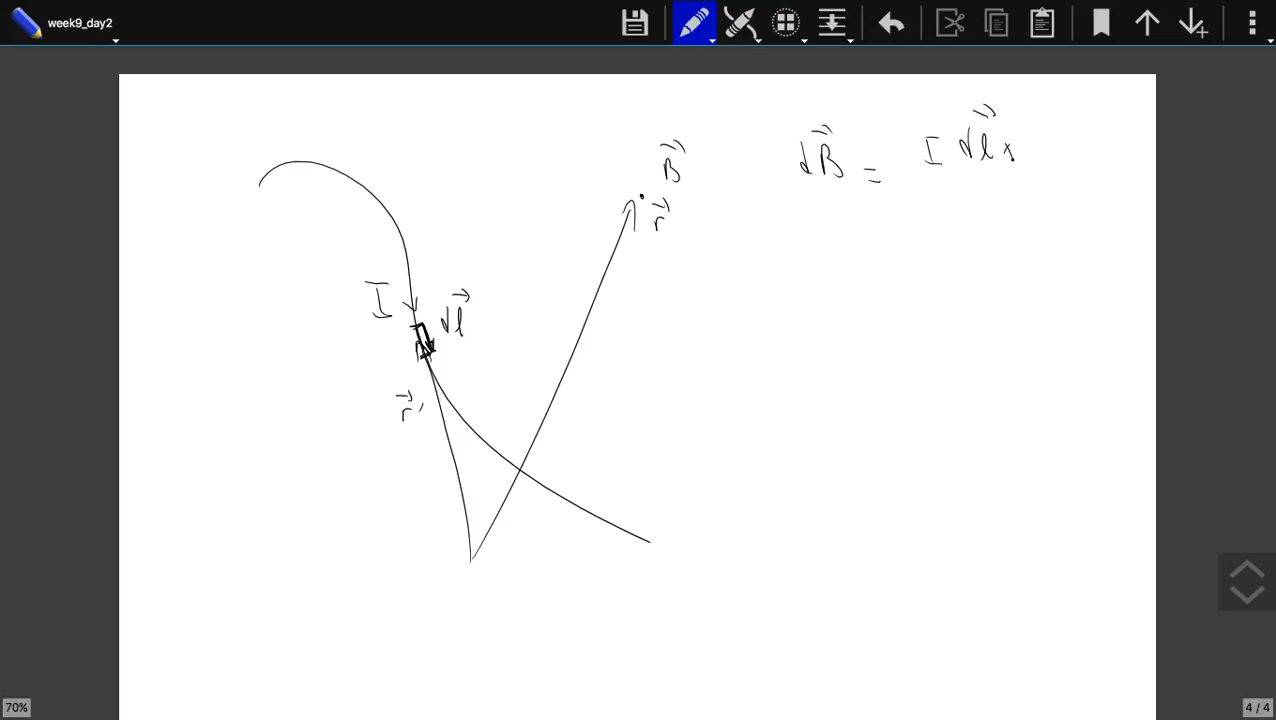 week9_day2
B⃗
dB⃗ = I dl⃗ ×
r⃗
I
dl⃗
r⃗ '
70%
4 / 4